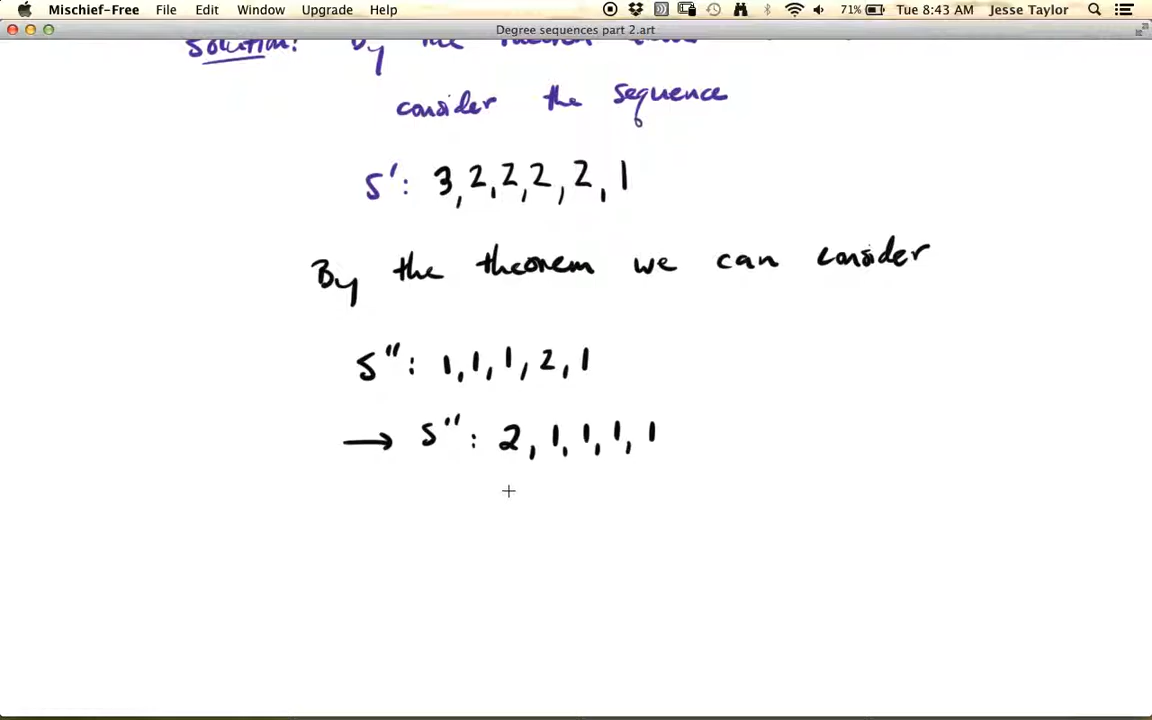 Mischief-Free File Edit Window Upgrade Help 71% Tue 8:43 AM Jesse Taylor
Degree sequences part 2.art
Solution: By the theorem
consider the sequence
S': 3, 2, 2, 2, 2, 1
By the theorem we can consider
S": 1, 1, 1, 2, 1
→ S": 2, 1, 1, 1, 1